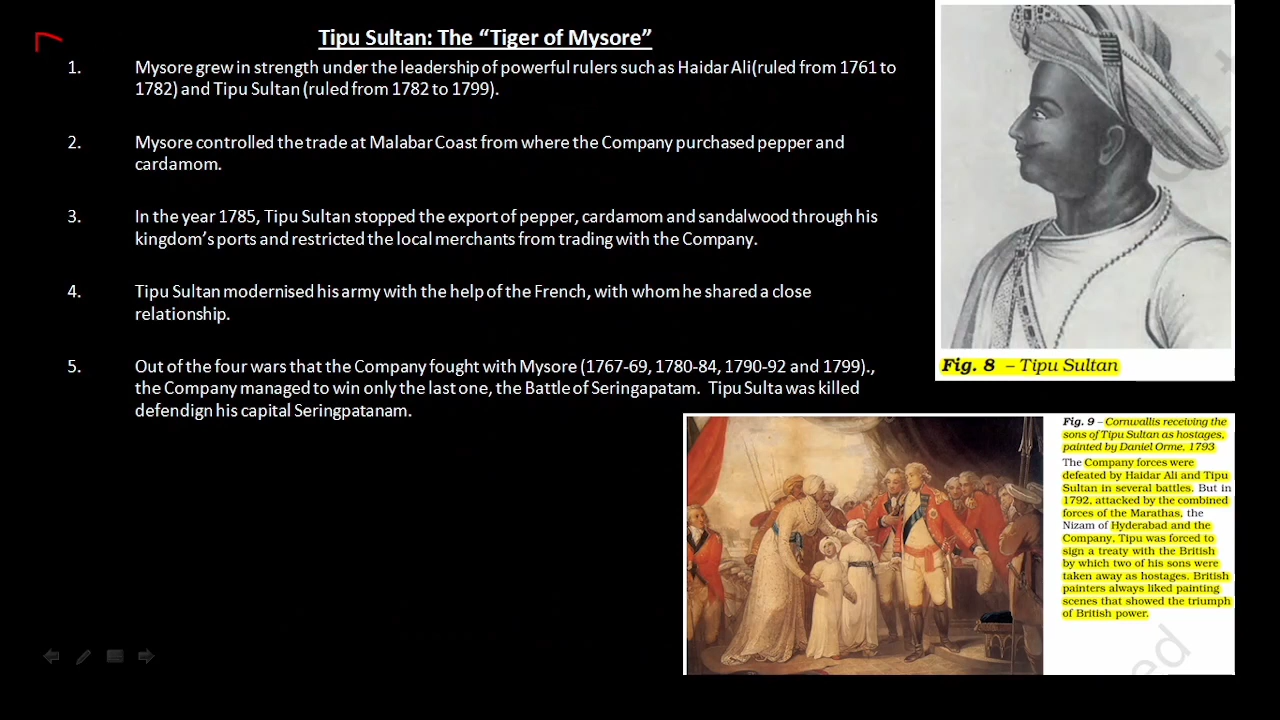 Tipu Sultan: The “Tiger of Mysore”
1. Mysore grew in strength under the leadership of powerful rulers such as Haidar Ali(ruled from 1761 to
1782) and Tipu Sultan (ruled from 1782 to 1799).
2. Mysore controlled the trade at Malabar Coast from where the Company purchased pepper and
cardamom.
3. In the year 1785, Tipu Sultan stopped the export of pepper, cardamom and sandalwood through his
kingdom’s ports and restricted the local merchants from trading with the Company.
4. Tipu Sultan modernised his army with the help of the French, with whom he shared a close
relationship.
5. Out of the four wars that the Company fought with Mysore (1767-69, 1780-84, 1790-92 and 1799).,
the Company managed to win only the last one, the Battle of Seringapatam. Tipu Sulta was killed
defendign his capital Seringpatanam.
Fig. 8 – Tipu Sultan
Fig. 9 – Cornwallis receiving the
sons of Tipu Sultan as hostages,
painted by Daniel Orme, 1793
The Company forces were
defeated by Haidar Ali and Tipu
Sultan in several battles. But in
1792, attacked by the combined
forces of the Marathas, the
Nizam of Hyderabad and the
Company, Tipu was forced to
sign a treaty with the British
by which two of his sons were
taken away as hostages. British
painters always liked painting
scenes that showed the triumph
of British power.